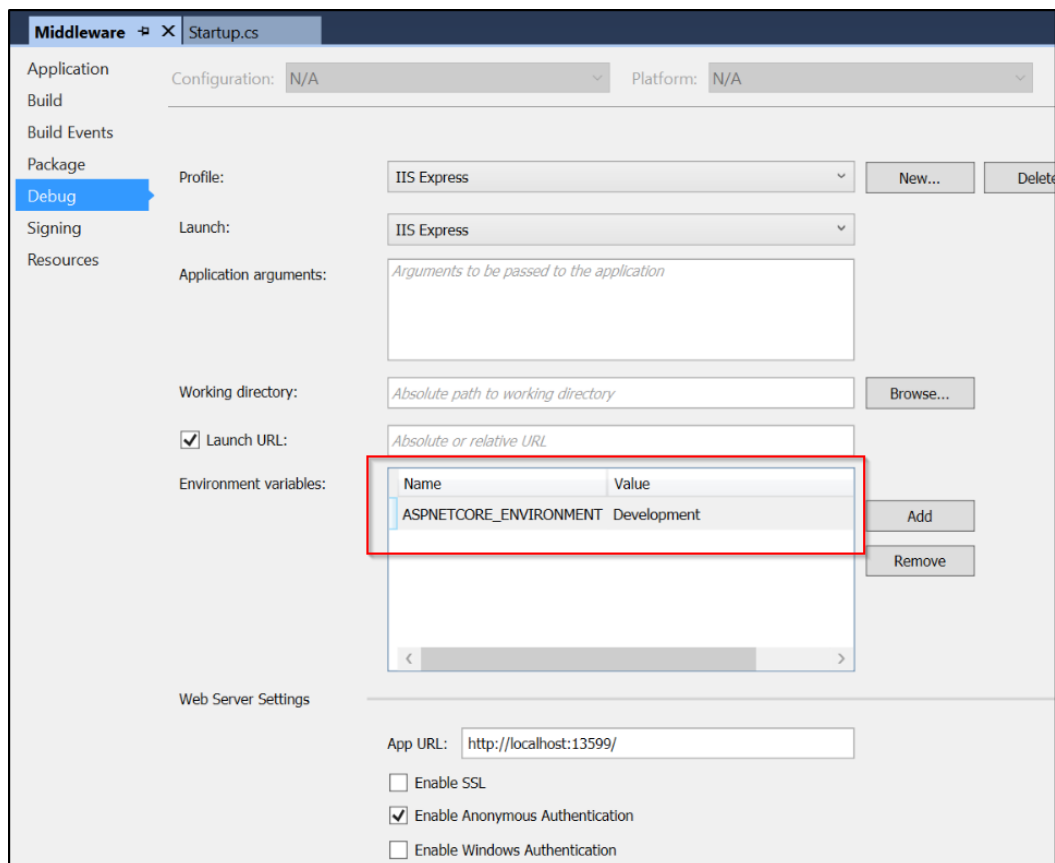 Middleware
Startup.cs
Application
Build
Build Events
Package
Debug
Signing
Resources
Configuration: N/A Platform: N/A
Profile: IIS Express New... Delete
Launch: IIS Express
Application arguments: Arguments to be passed to the application
Working directory: Absolute path to working directory Browse...
Launch URL: Absolute or relative URL
Environment variables: Name Value
ASPNETCORE_ENVIRONMENT Development Add
Remove
Web Server Settings
App URL: http://localhost:13599/
Enable SSL
Enable Anonymous Authentication
Enable Windows Authentication